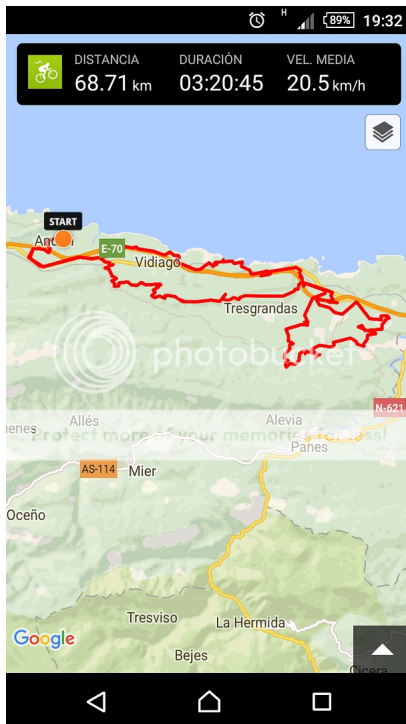 H 89% 19:32
DISTANCIA DURACIÓN VEL. MEDIA
68.71 km 03:20:45 20.5 km/h
START
E-70
Vidiago
Tresgrandas
photobucket
N-621
Allés
Alevia
Protect more of your memories for less!
Panes
AS-114
Mier
Oceño
Tresviso
La Hermida
Google
Bejes
Cicera